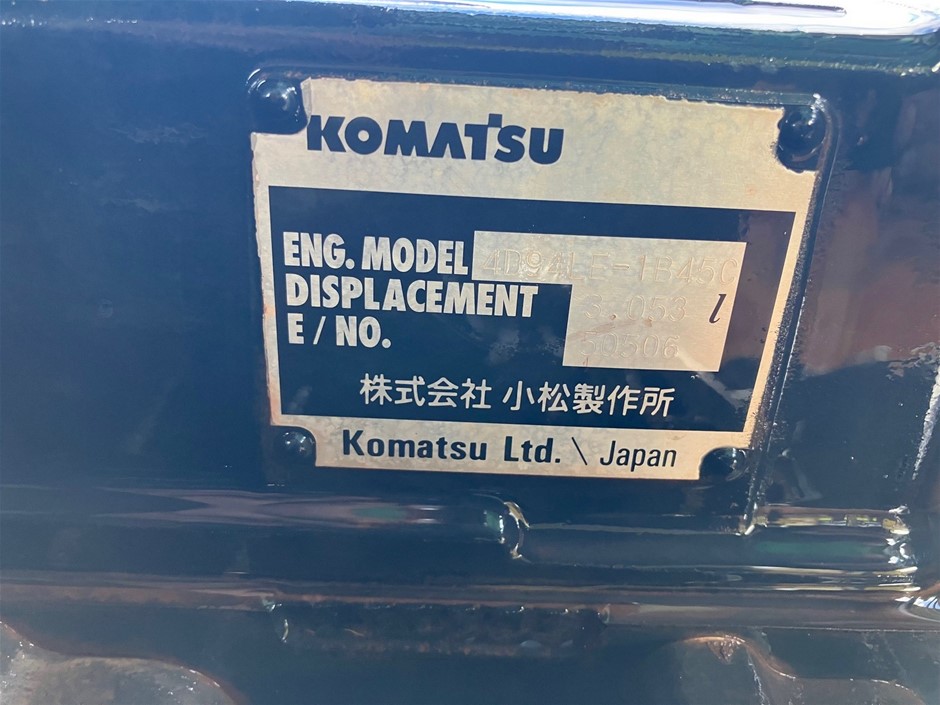 KOMATSU
ENG. MODEL 4D94LE-1B45C
DISPLACEMENT 3.053 l
E / NO. 50506
株式会社 小松製作所
Komatsu Ltd. \ Japan